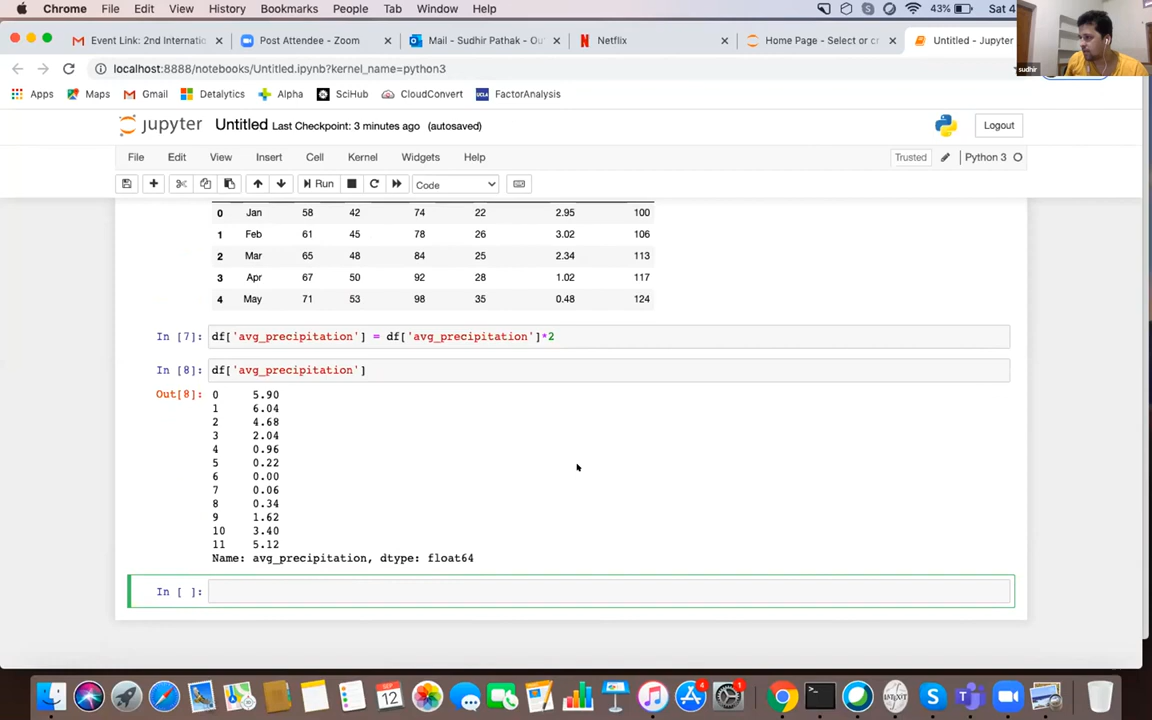 Chrome File Edit View History Bookmarks People Tab Window Help 43% Sat 4
Event Link: 2nd Internatio Post Attendee - Zoom Mail - Sudhir Pathak - Ou Netflix Home Page - Select or cr Untitled - Jupyter
sudhir
localhost:8888/notebooks/Untitled.ipynb?kernel_name=python3
Apps Maps Gmail Detalytics Alpha SciHub CloudConvert UCLA FactorAnalysis
jupyter Untitled Last Checkpoint: 3 minutes ago (autosaved) Logout
File Edit View Insert Cell Kernel Widgets Help Trusted Python 3
Run Code
0 Jan 58 42 74 22 2.95 100
1 Feb 61 45 78 26 3.02 106
2 Mar 65 48 84 25 2.34 113
3 Apr 67 50 92 28 1.02 117
4 May 71 53 98 35 0.48 124
In [7]: df['avg_precipitation'] = df['avg_precipitation']*2
In [8]: df['avg_precipitation']
Out[8]: 0 5.90
1 6.04
2 4.68
3 2.04
4 0.96
5 0.22
6 0.00
7 0.06
8 0.34
9 1.62
10 3.40
11 5.12
Name: avg_precipitation, dtype: float64
In [ ]:
SEP
12
4
1